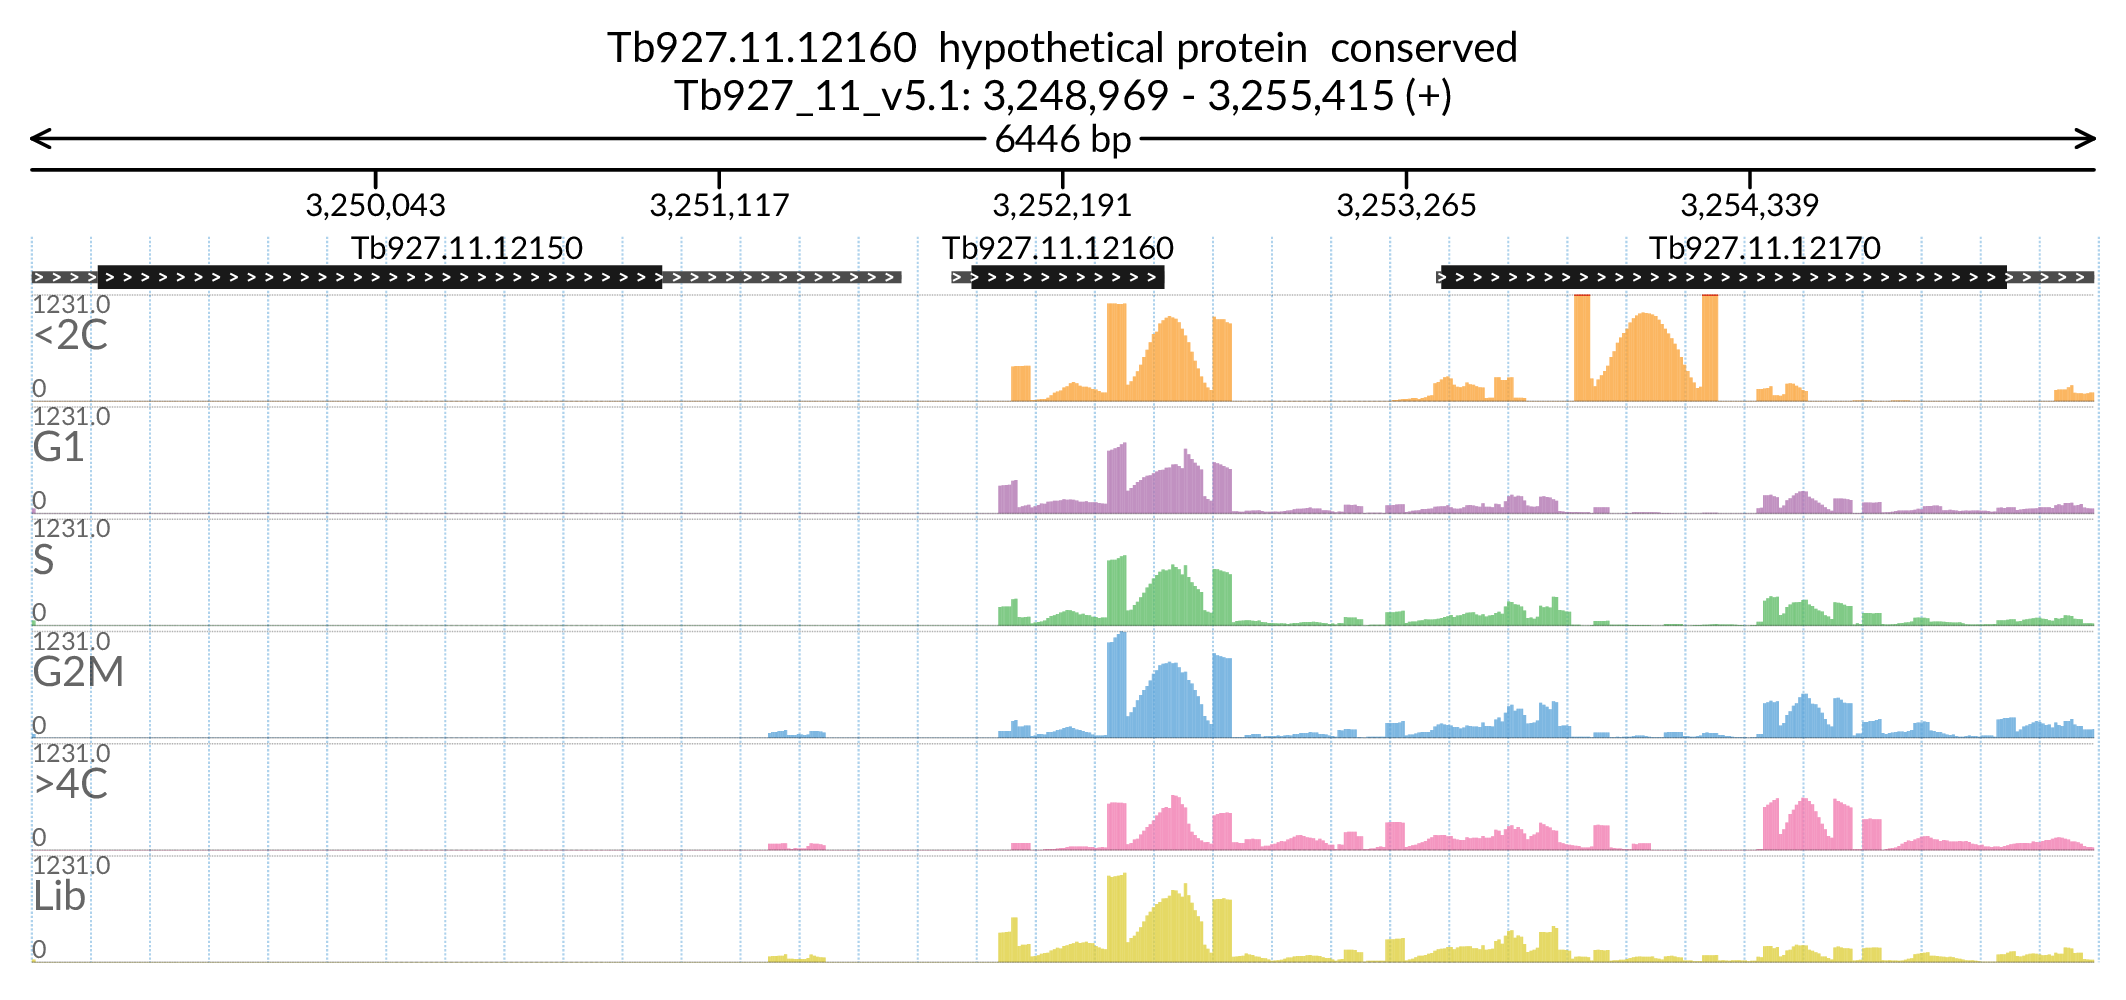 Tb927.11.12160 hypothetical protein conserved
Tb927_11_v5.1: 3,248,969 - 3,255,415 (+)
6446 bp
3,250,043 3,251,117 3,252,191 3,253,265 3,254,339
Tb927.11.12150 Tb927.11.12160 Tb927.11.12170
1231.0
<2C
0
1231.0
G1
0
1231.0
S
0
1231.0
G2M
0
1231.0
>4C
0
1231.0
Lib
0